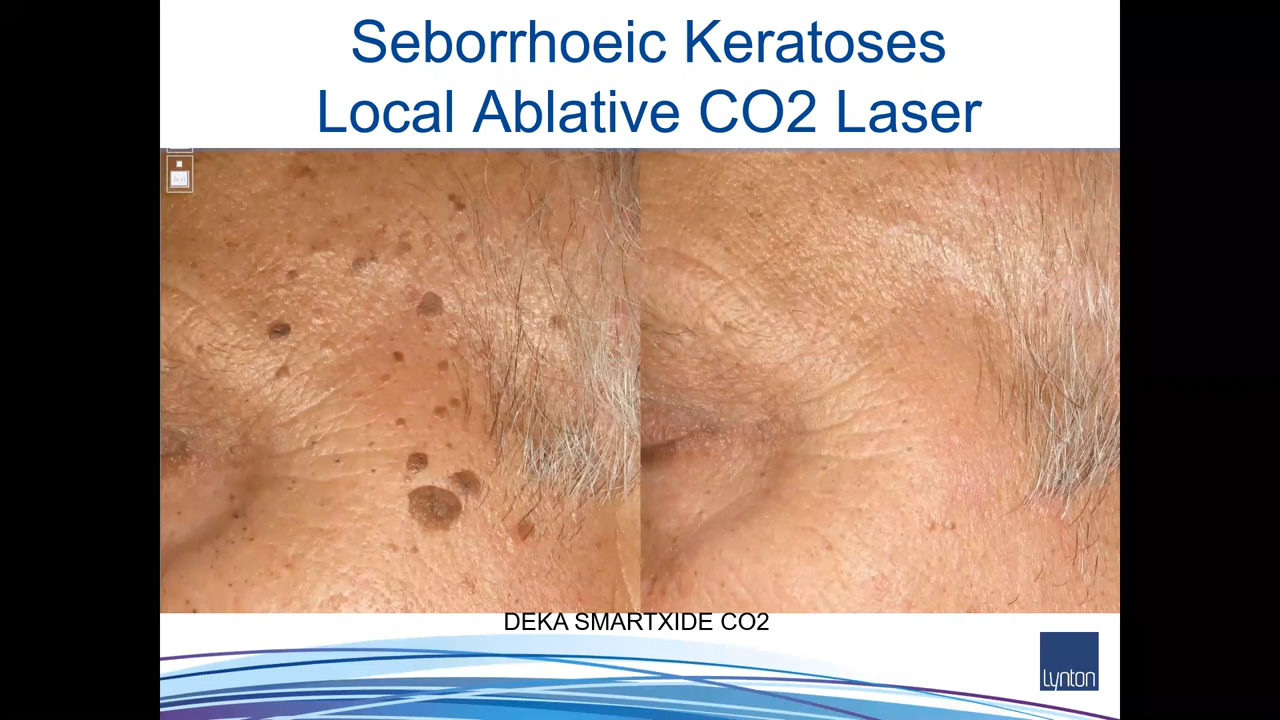 Seborrhoeic Keratoses
Local Ablative CO2 Laser
DEKA SMARTXIDE CO2
Lynton